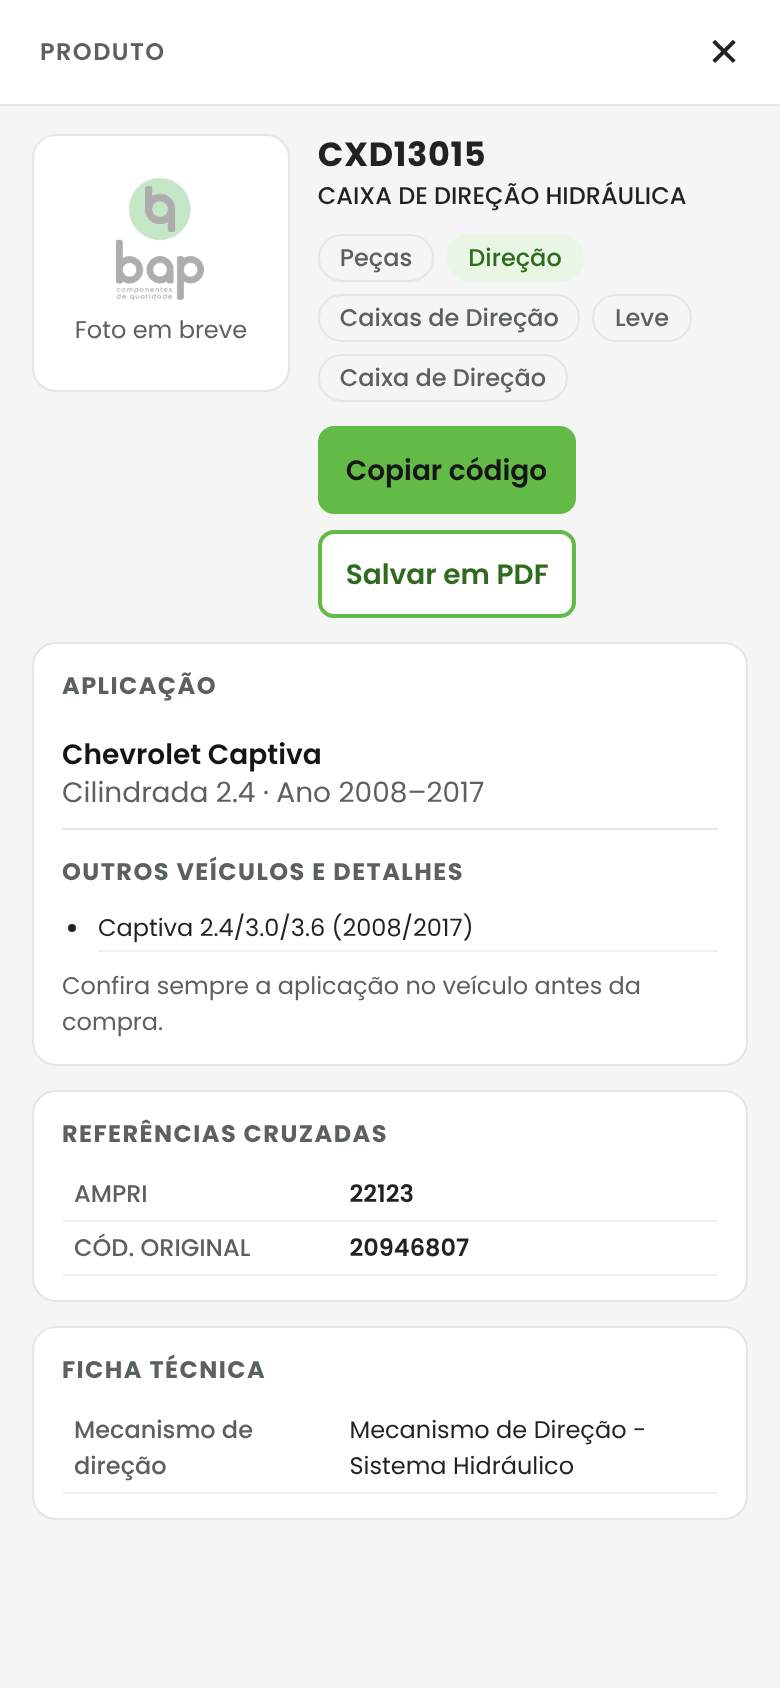 PRODUTO
CXD13015
CAIXA DE DIREÇÃO HIDRÁULICA
bap
componentes
de qualidade
Foto em breve
Peças
Direção
Caixas de Direção
Leve
Caixa de Direção
Copiar código
Salvar em PDF
APLICAÇÃO
Chevrolet Captiva
Cilindrada 2.4 · Ano 2008–2017
OUTROS VEÍCULOS E DETALHES
• Captiva 2.4/3.0/3.6 (2008/2017)
Confira sempre a aplicação no veículo antes da
compra.
REFERÊNCIAS CRUZADAS
AMPRI 22123
CÓD. ORIGINAL 20946807
FICHA TÉCNICA
Mecanismo de direção
Mecanismo de Direção -
Sistema Hidráulico